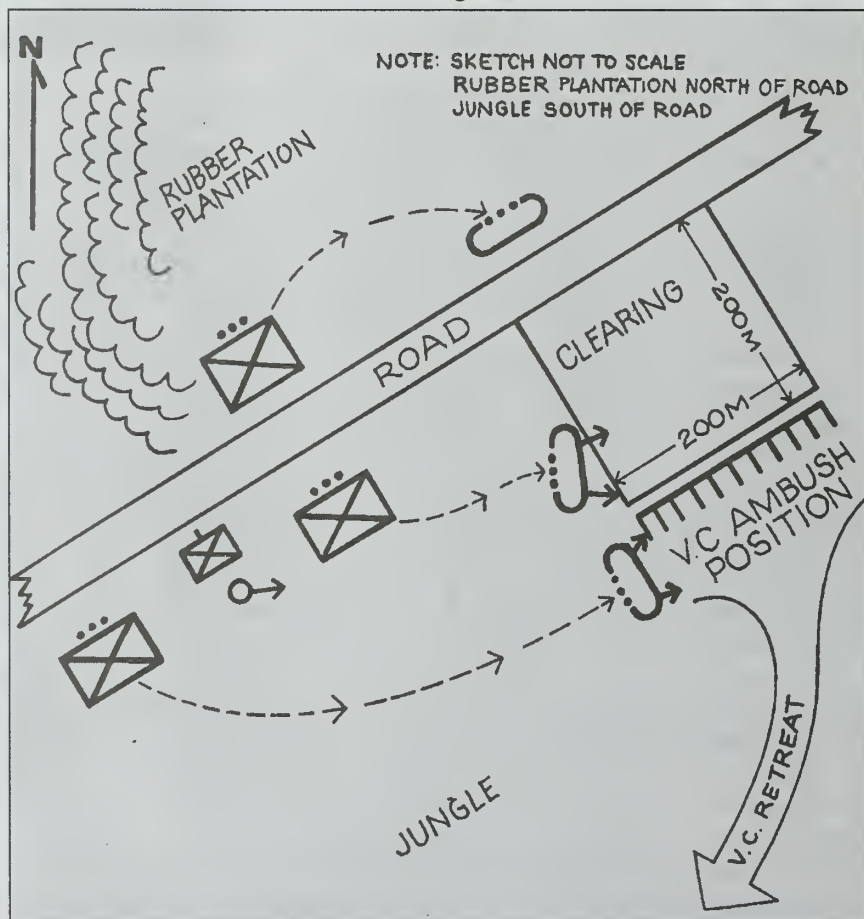 N
NOTE: SKETCH NOT TO SCALE
RUBBER PLANTATION NORTH OF ROAD
JUNGLE SOUTH OF ROAD
RUBBER
PLANTATION
ROAD
CLEARING
200M
200M
V.C AMBUSH
POSITION
JUNGLE
V.C. RETREAT